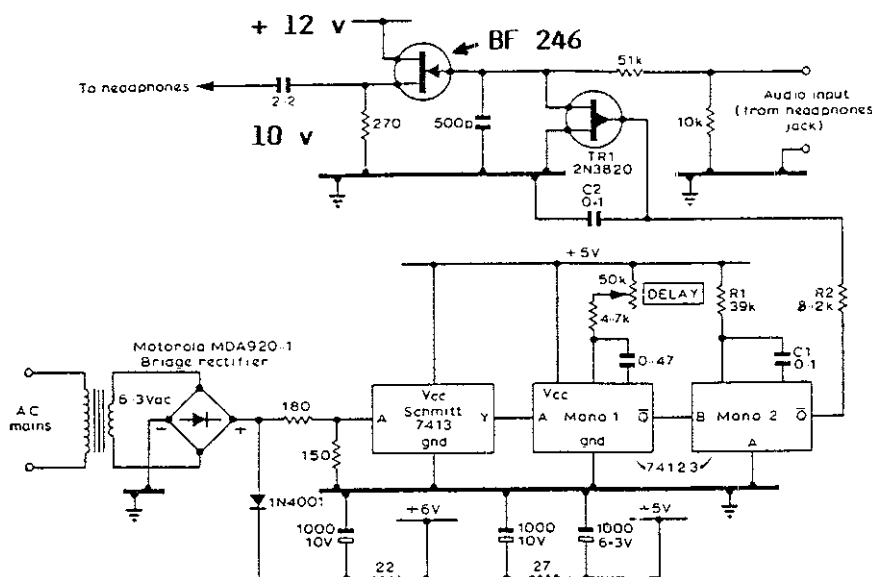 + 12 v
BF 246
To headphones
2·2
10 v
270
500p
51k
10k
Audio input
(from headphones
jack)
TR1
2N3820
C2
0·1
+5V
50k
DELAY
4·7k
0·47
R1
39k
C1
0·1
R2
8·2k
Motorola MDA920-1
Bridge rectifier
AC
mains
6·3Vac
180
150
1N4001
A
Vcc
Schmitt
7413
gnd
Y
Vcc
A
Mono 1
Q̅
gnd
B
Mono 2
Q̅
A
74123
1000
10V
+6V
1000
10V
1000
6·3V
+5V
22
27